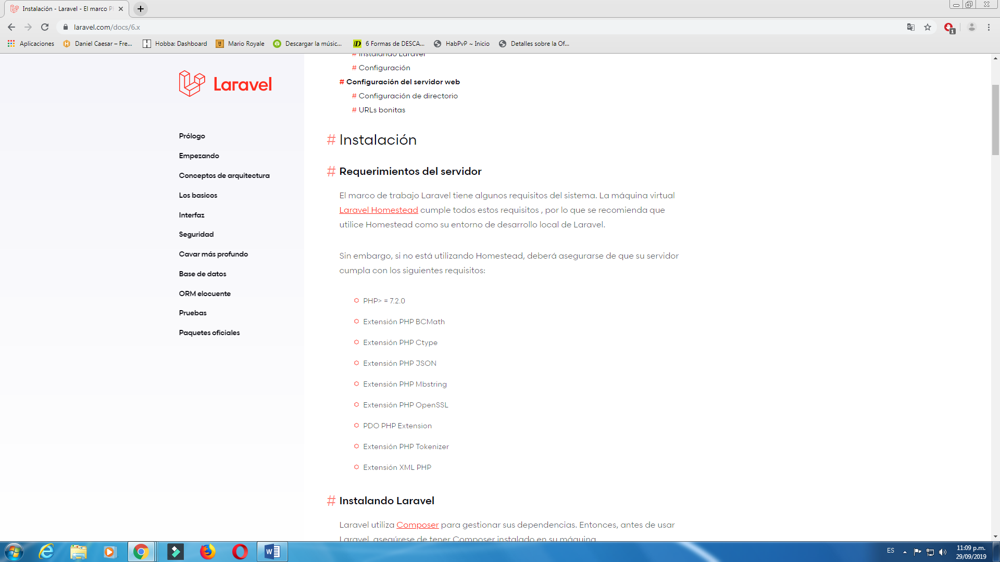 Instalación - Laravel - El marco P
laravel.com/docs/6.x
1
Aplicaciones
Daniel Caesar – Fre...
Hobba: Dashboard
Mario Royale
Descargar la músic...
6 Formas de DESCA...
HabPvP ~ Inicio
Detalles sobre la Of...
Laravel
Prólogo
Empezando
Conceptos de arquitectura
Los basicos
Interfaz
Seguridad
Cavar más profundo
Base de datos
ORM elocuente
Pruebas
Paquetes oficiales
# Instalando Laravel
# Configuración
# Configuración del servidor web
# Configuración de directorio
# URLs bonitas
# Instalación
# Requerimientos del servidor
El marco de trabajo Laravel tiene algunos requisitos del sistema. La máquina virtual
Laravel Homestead cumple todos estos requisitos , por lo que se recomienda que
utilice Homestead como su entorno de desarrollo local de Laravel.
Sin embargo, si no está utilizando Homestead, deberá asegurarse de que su servidor
cumpla con los siguientes requisitos:
PHP> = 7.2.0
Extensión PHP BCMath
Extensión PHP Ctype
Extensión PHP JSON
Extensión PHP Mbstring
Extensión PHP OpenSSL
PDO PHP Extension
Extensión PHP Tokenizer
Extensión XML PHP
# Instalando Laravel
Laravel utiliza Composer para gestionar sus dependencias. Entonces, antes de usar
Laravel, asegúrese de tener Composer instalado en su máquina.
ES
11:09 p.m.
29/09/2019